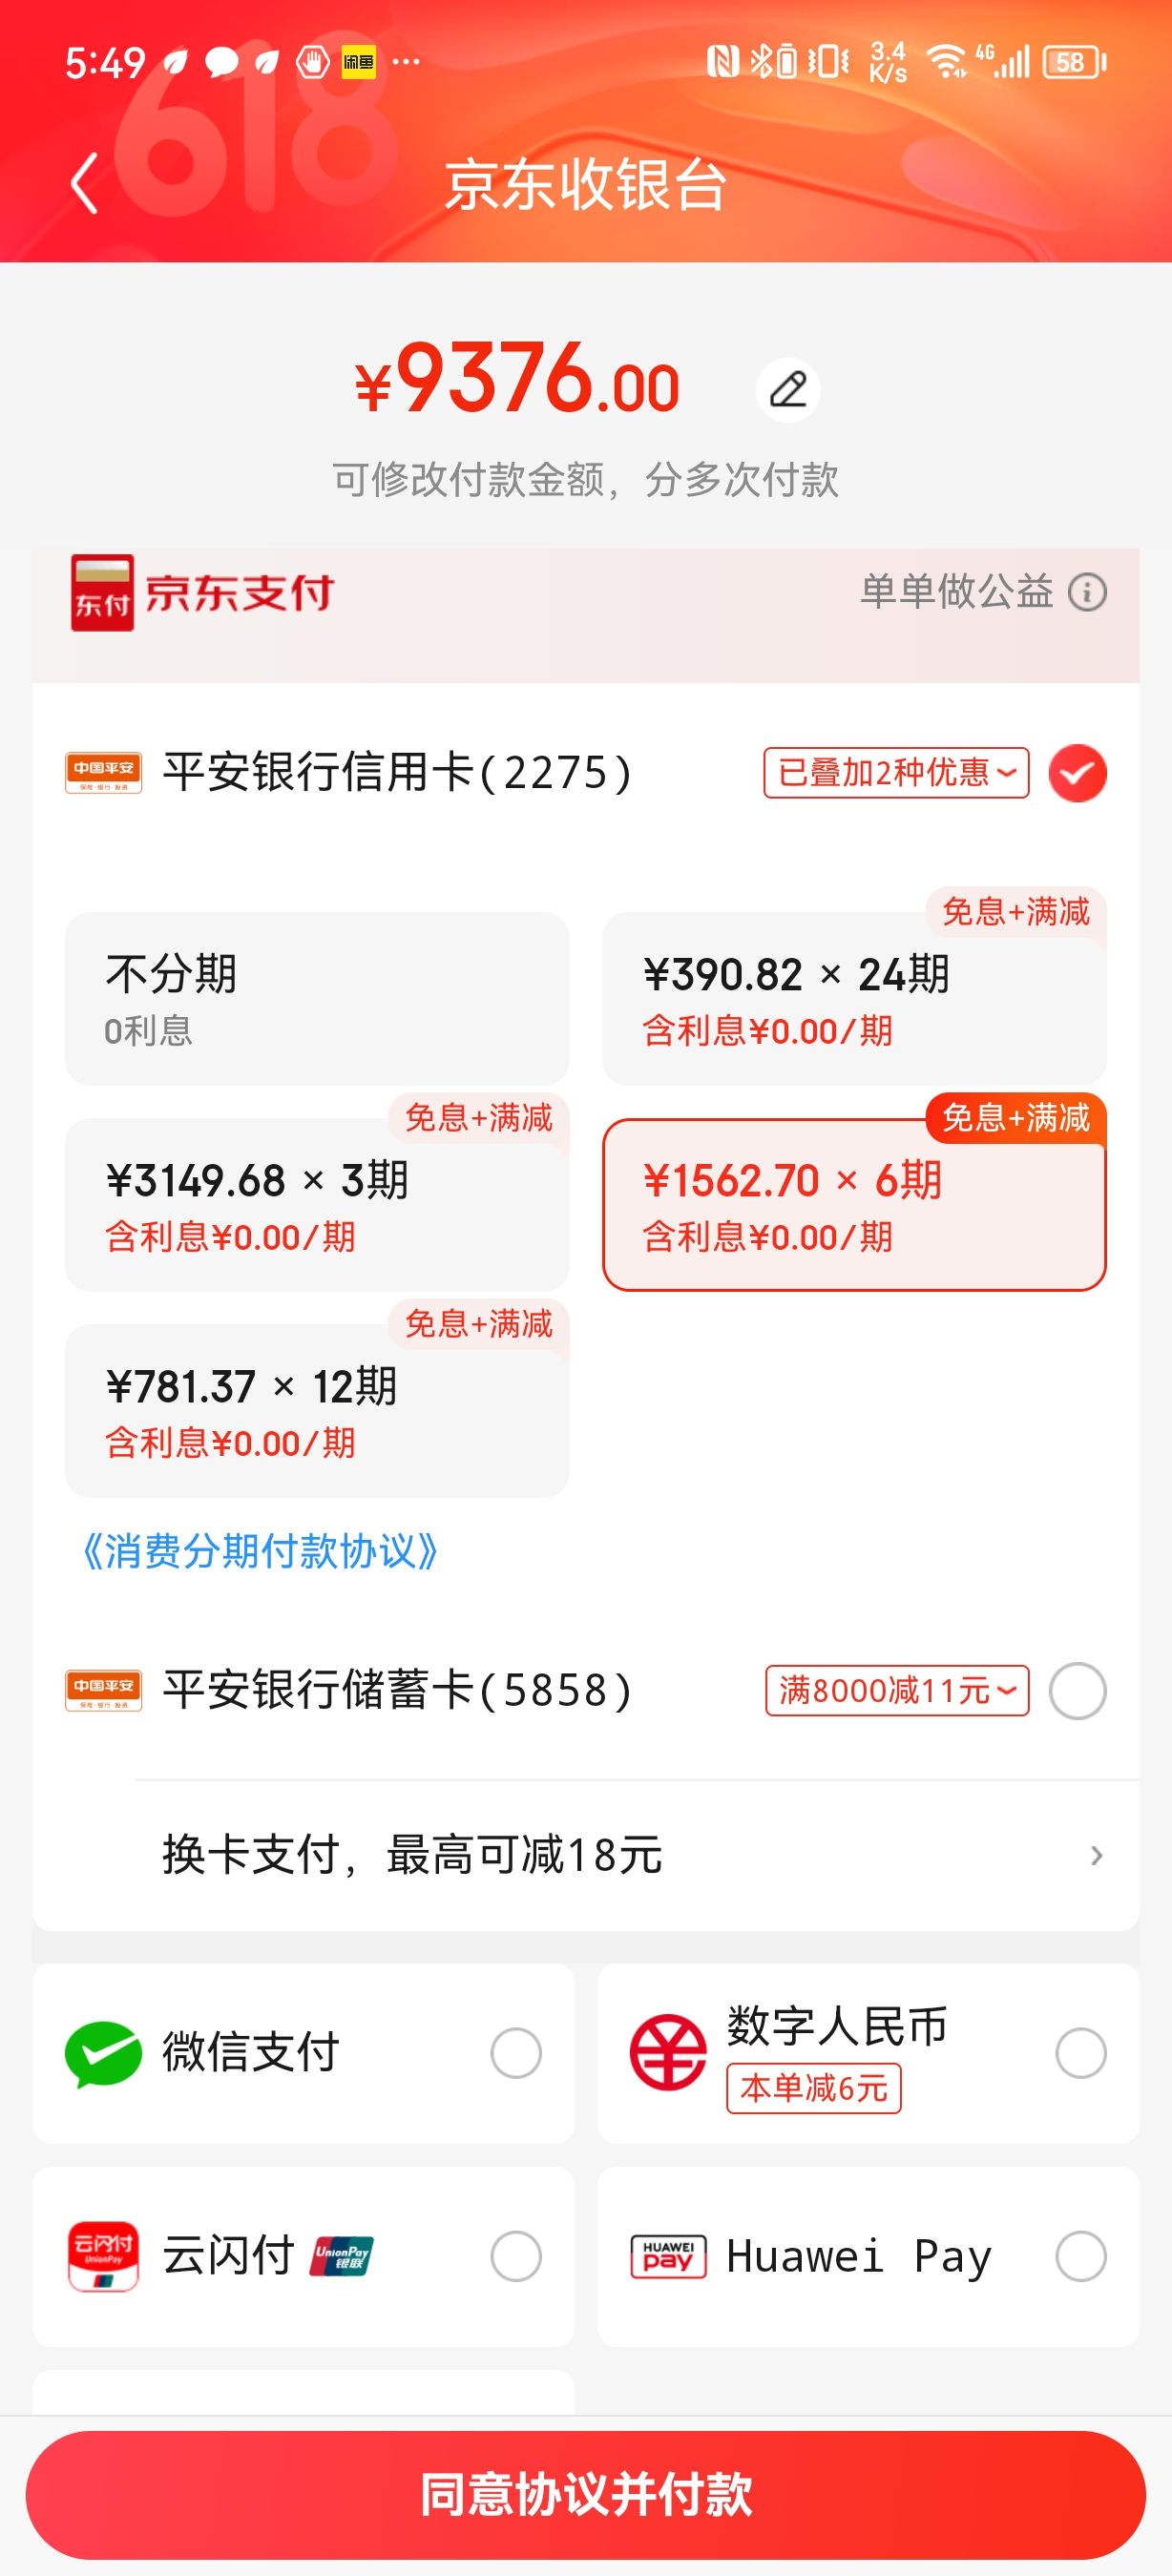 618
5:49
闲鱼
···
3.4
K/s
4G
58
京东收银台
¥9376.00
可修改付款金额，分多次付款
东付 京东支付
单单做公益
中国平安
平安银行信用卡(2275)
已叠加2种优惠
不分期
0利息
免息+满减
¥390.82 × 24期
含利息¥0.00/期
免息+满减
¥3149.68 × 3期
含利息¥0.00/期
免息+满减
¥1562.70 × 6期
含利息¥0.00/期
免息+满减
¥781.37 × 12期
含利息¥0.00/期
《消费分期付款协议》
中国平安
平安银行储蓄卡(5858)
满8000减11元
换卡支付，最高可减18元
微信支付
数字人民币
本单减6元
云闪付
UnionPay
云闪付
UnionPay
银联
HUAWEI
pay
Huawei Pay
同意协议并付款